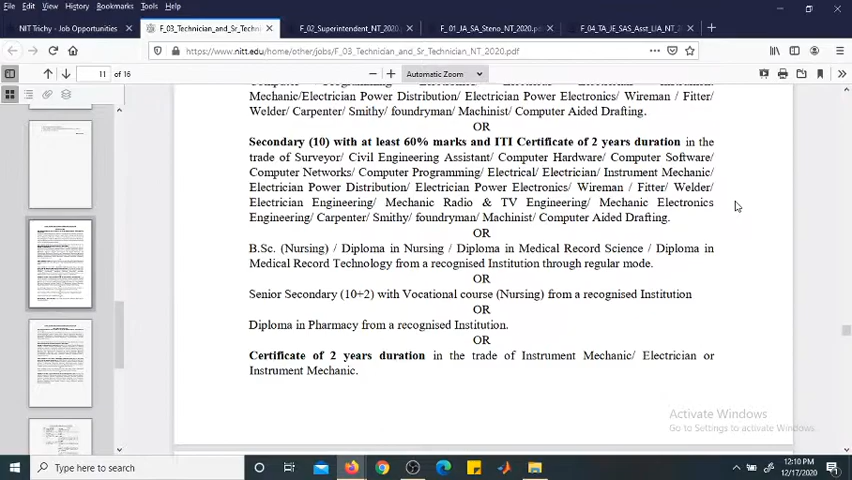 File Edit View History Bookmarks Tools Help
NIT Trichy - Job Opportunities
F_03_Technician_and_Sr_Techni
F_02_Superintendent_NT_2020.pd
F_01_JA_SA_Steno_NT_2020.pdf
F_04_TA_JE_SAS_Asst_LIA_NT_20
https://www.nitt.edu/home/other/jobs/F_03_Technician_and_Sr_Technician_NT_2020.pdf
11 of 16
Automatic Zoom
Mechanic/Electrician Power Distribution/ Electrician Power Electronics/ Wireman / Fitter/
Welder/ Carpenter/ Smithy/ foundryman/ Machinist/ Computer Aided Drafting.
OR
Secondary (10) with at least 60% marks and ITI Certificate of 2 years duration in the
trade of Surveyor/ Civil Engineering Assistant/ Computer Hardware/ Computer Software/
Computer Networks/ Computer Programming/ Electrical/ Electrician/ Instrument Mechanic/
Electrician Power Distribution/ Electrician Power Electronics/ Wireman / Fitter/ Welder/
Electrician Engineering/ Mechanic Radio & TV Engineering/ Mechanic Electronics
Engineering/ Carpenter/ Smithy/ foundryman/ Machinist/ Computer Aided Drafting.
OR
B.Sc. (Nursing) / Diploma in Nursing / Diploma in Medical Record Science / Diploma in
Medical Record Technology from a recognised Institution through regular mode.
OR
Senior Secondary (10+2) with Vocational course (Nursing) from a recognised Institution
OR
Diploma in Pharmacy from a recognised Institution.
OR
Certificate of 2 years duration in the trade of Instrument Mechanic/ Electrician or
Instrument Mechanic.
Activate Windows
Go to Settings to activate Windows.
Type here to search
12:10 PM
12/17/2020